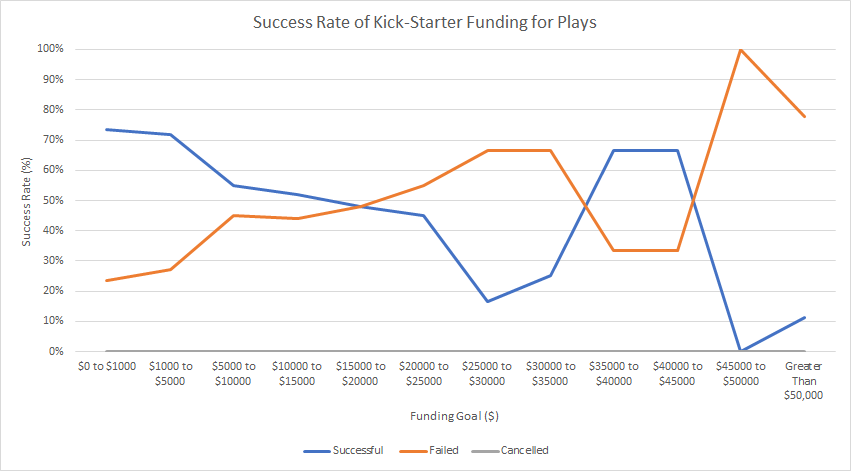 Success Rate of Kick-Starter Funding for Plays
100%
90%
80%
70%
60%
50%
40%
30%
20%
10%
0%
Success Rate (%)
$0 to $1000
$1000 to
$5000
$5000 to
$10000
$10000 to
$15000
$15000 to
$20000
$20000 to
$25000
$25000 to
$30000
$30000 to
$35000
$35000 to
$40000
$40000 to
$45000
$45000 to
$50000
Greater
Than
$50,000
Funding Goal ($)
Successful
Failed
Cancelled